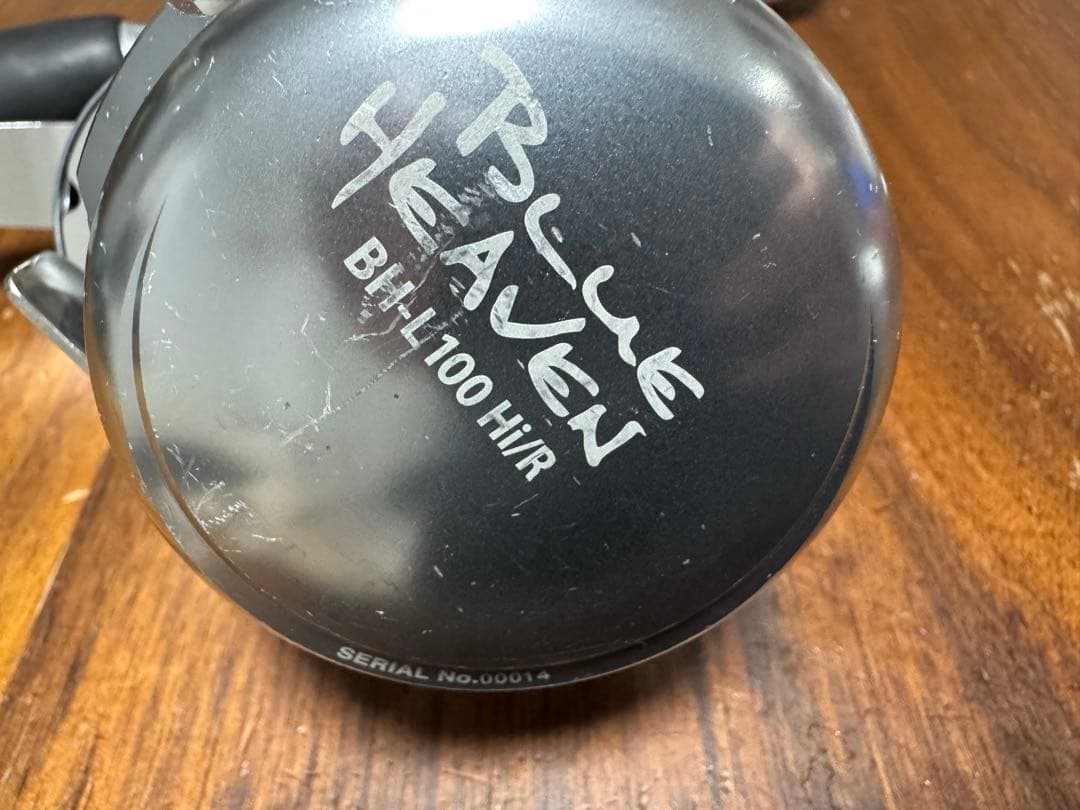 BLUE
HEAVEN
BH-L100 Hi/R
SERIAL No.00014